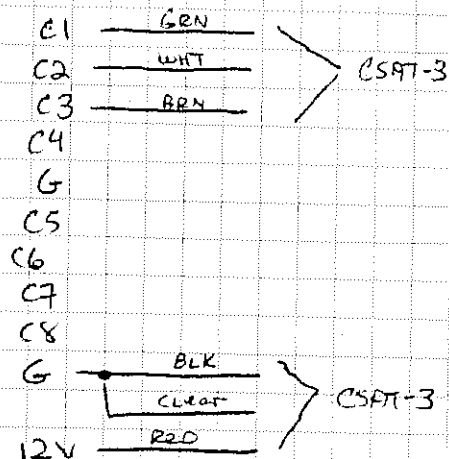 C1 GRN
C2 WHT CSAT-3
C3 BRN
C4
G
C5
C6
C7
C8
G BLK
CLEAR CSAT-3
12V RED